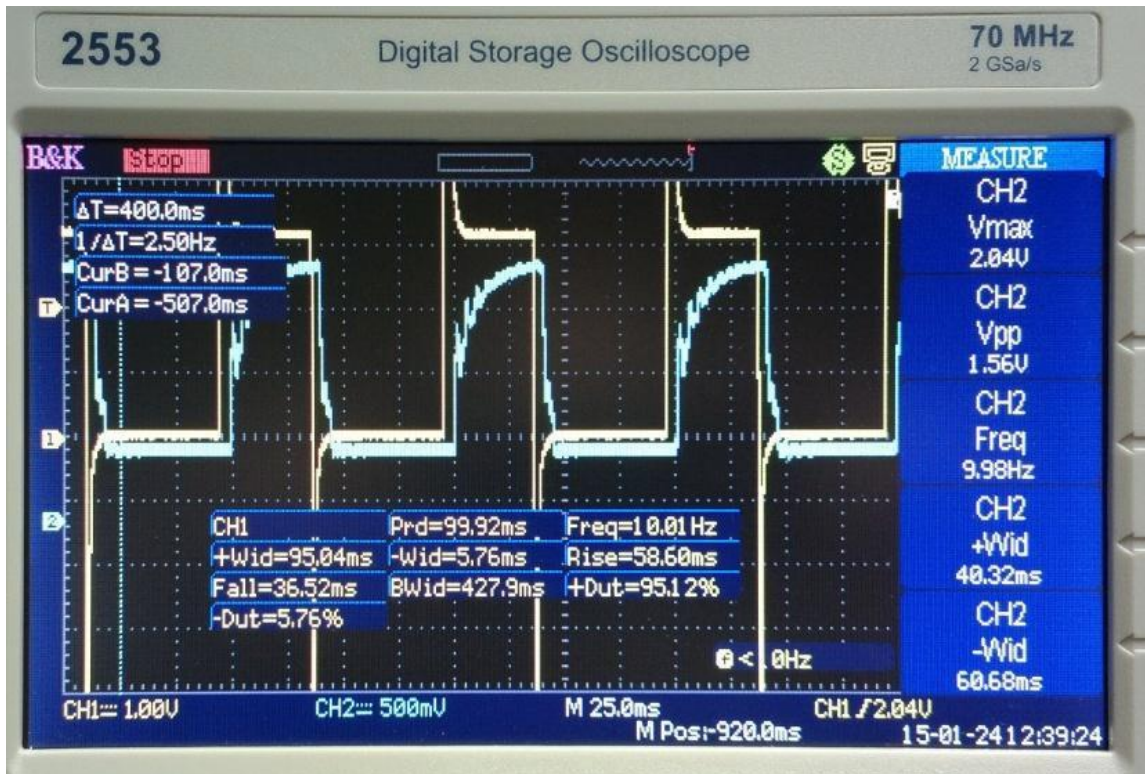 2553 Digital Storage Oscilloscope 70 MHz
2 GSa/s
B&K Stop
ΔT=400.0ms
1/ΔT=2.50Hz
CurB=-107.0ms
CurA=-507.0ms
T
1
2
CH1 Prd=99.92ms Freq=10.01Hz
+Wid=95.04ms -Wid=5.76ms Rise=58.60ms
Fall=36.52ms BWid=427.9ms +Dut=95.12%
-Dut=5.76%
CH1 1.00V CH2 500mV M 25.0ms CH1 2.04V
M Pos:-920.0ms 15-01-24 12:39:24
MEASURE
CH2
Vmax
2.04V
CH2
Vpp
1.56V
CH2
Freq
9.98Hz
CH2
+Wid
40.32ms
CH2
-Wid
60.68ms